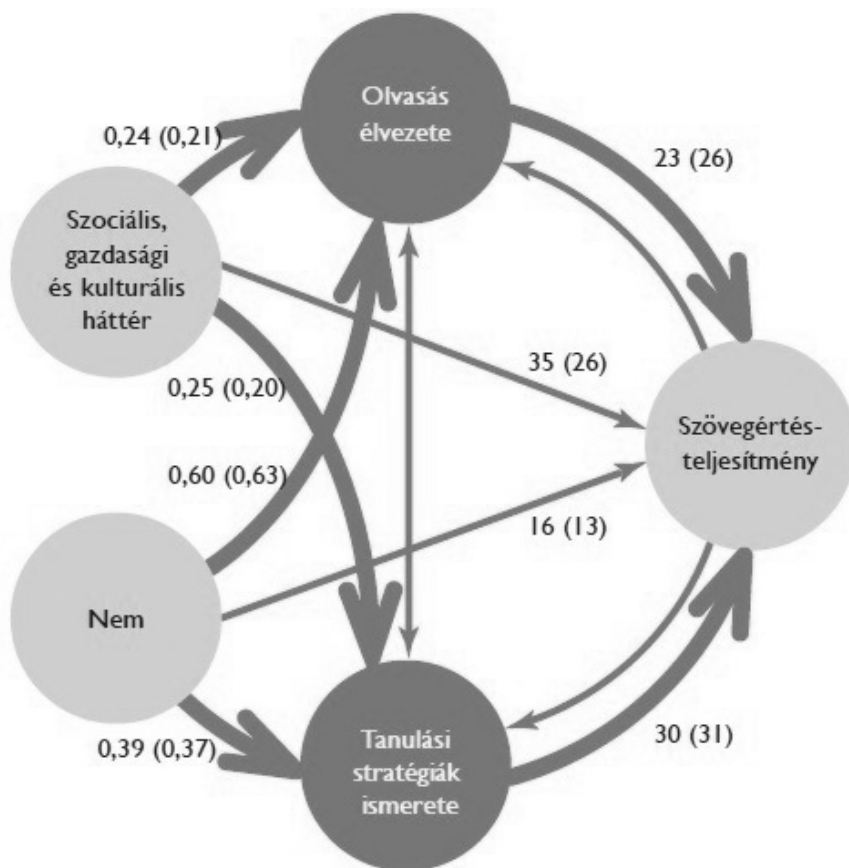 Olvasás
élvezete
0,24 (0,21)
23 (26)
Szociális,
gazdasági
és kulturális
háttér
35 (26)
0,25 (0,20)
Szövegértés-
teljesítmény
0,60 (0,63)
16 (13)
Nem
0,39 (0,37)
Tanulási
stratégiák
ismerete
30 (31)